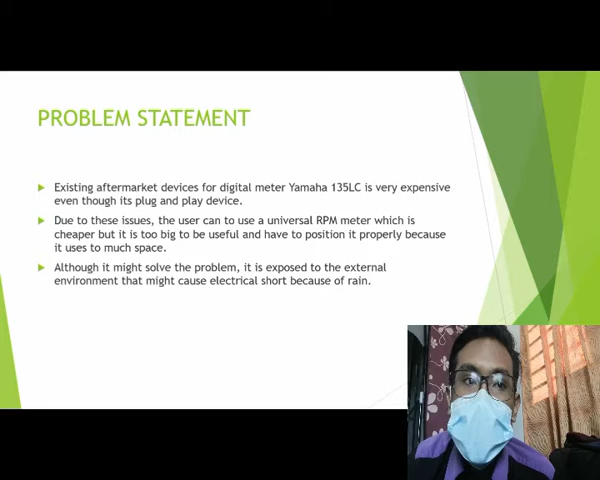 PROBLEM STATEMENT
Existing aftermarket devices for digital meter Yamaha 135LC is very expensive
even though its plug and play device.
Due to these issues, the user can to use a universal RPM meter which is
cheaper but it is too big to be useful and have to position it properly because
it uses to much space.
Although it might solve the problem, it is exposed to the external
environment that might cause electrical short because of rain.